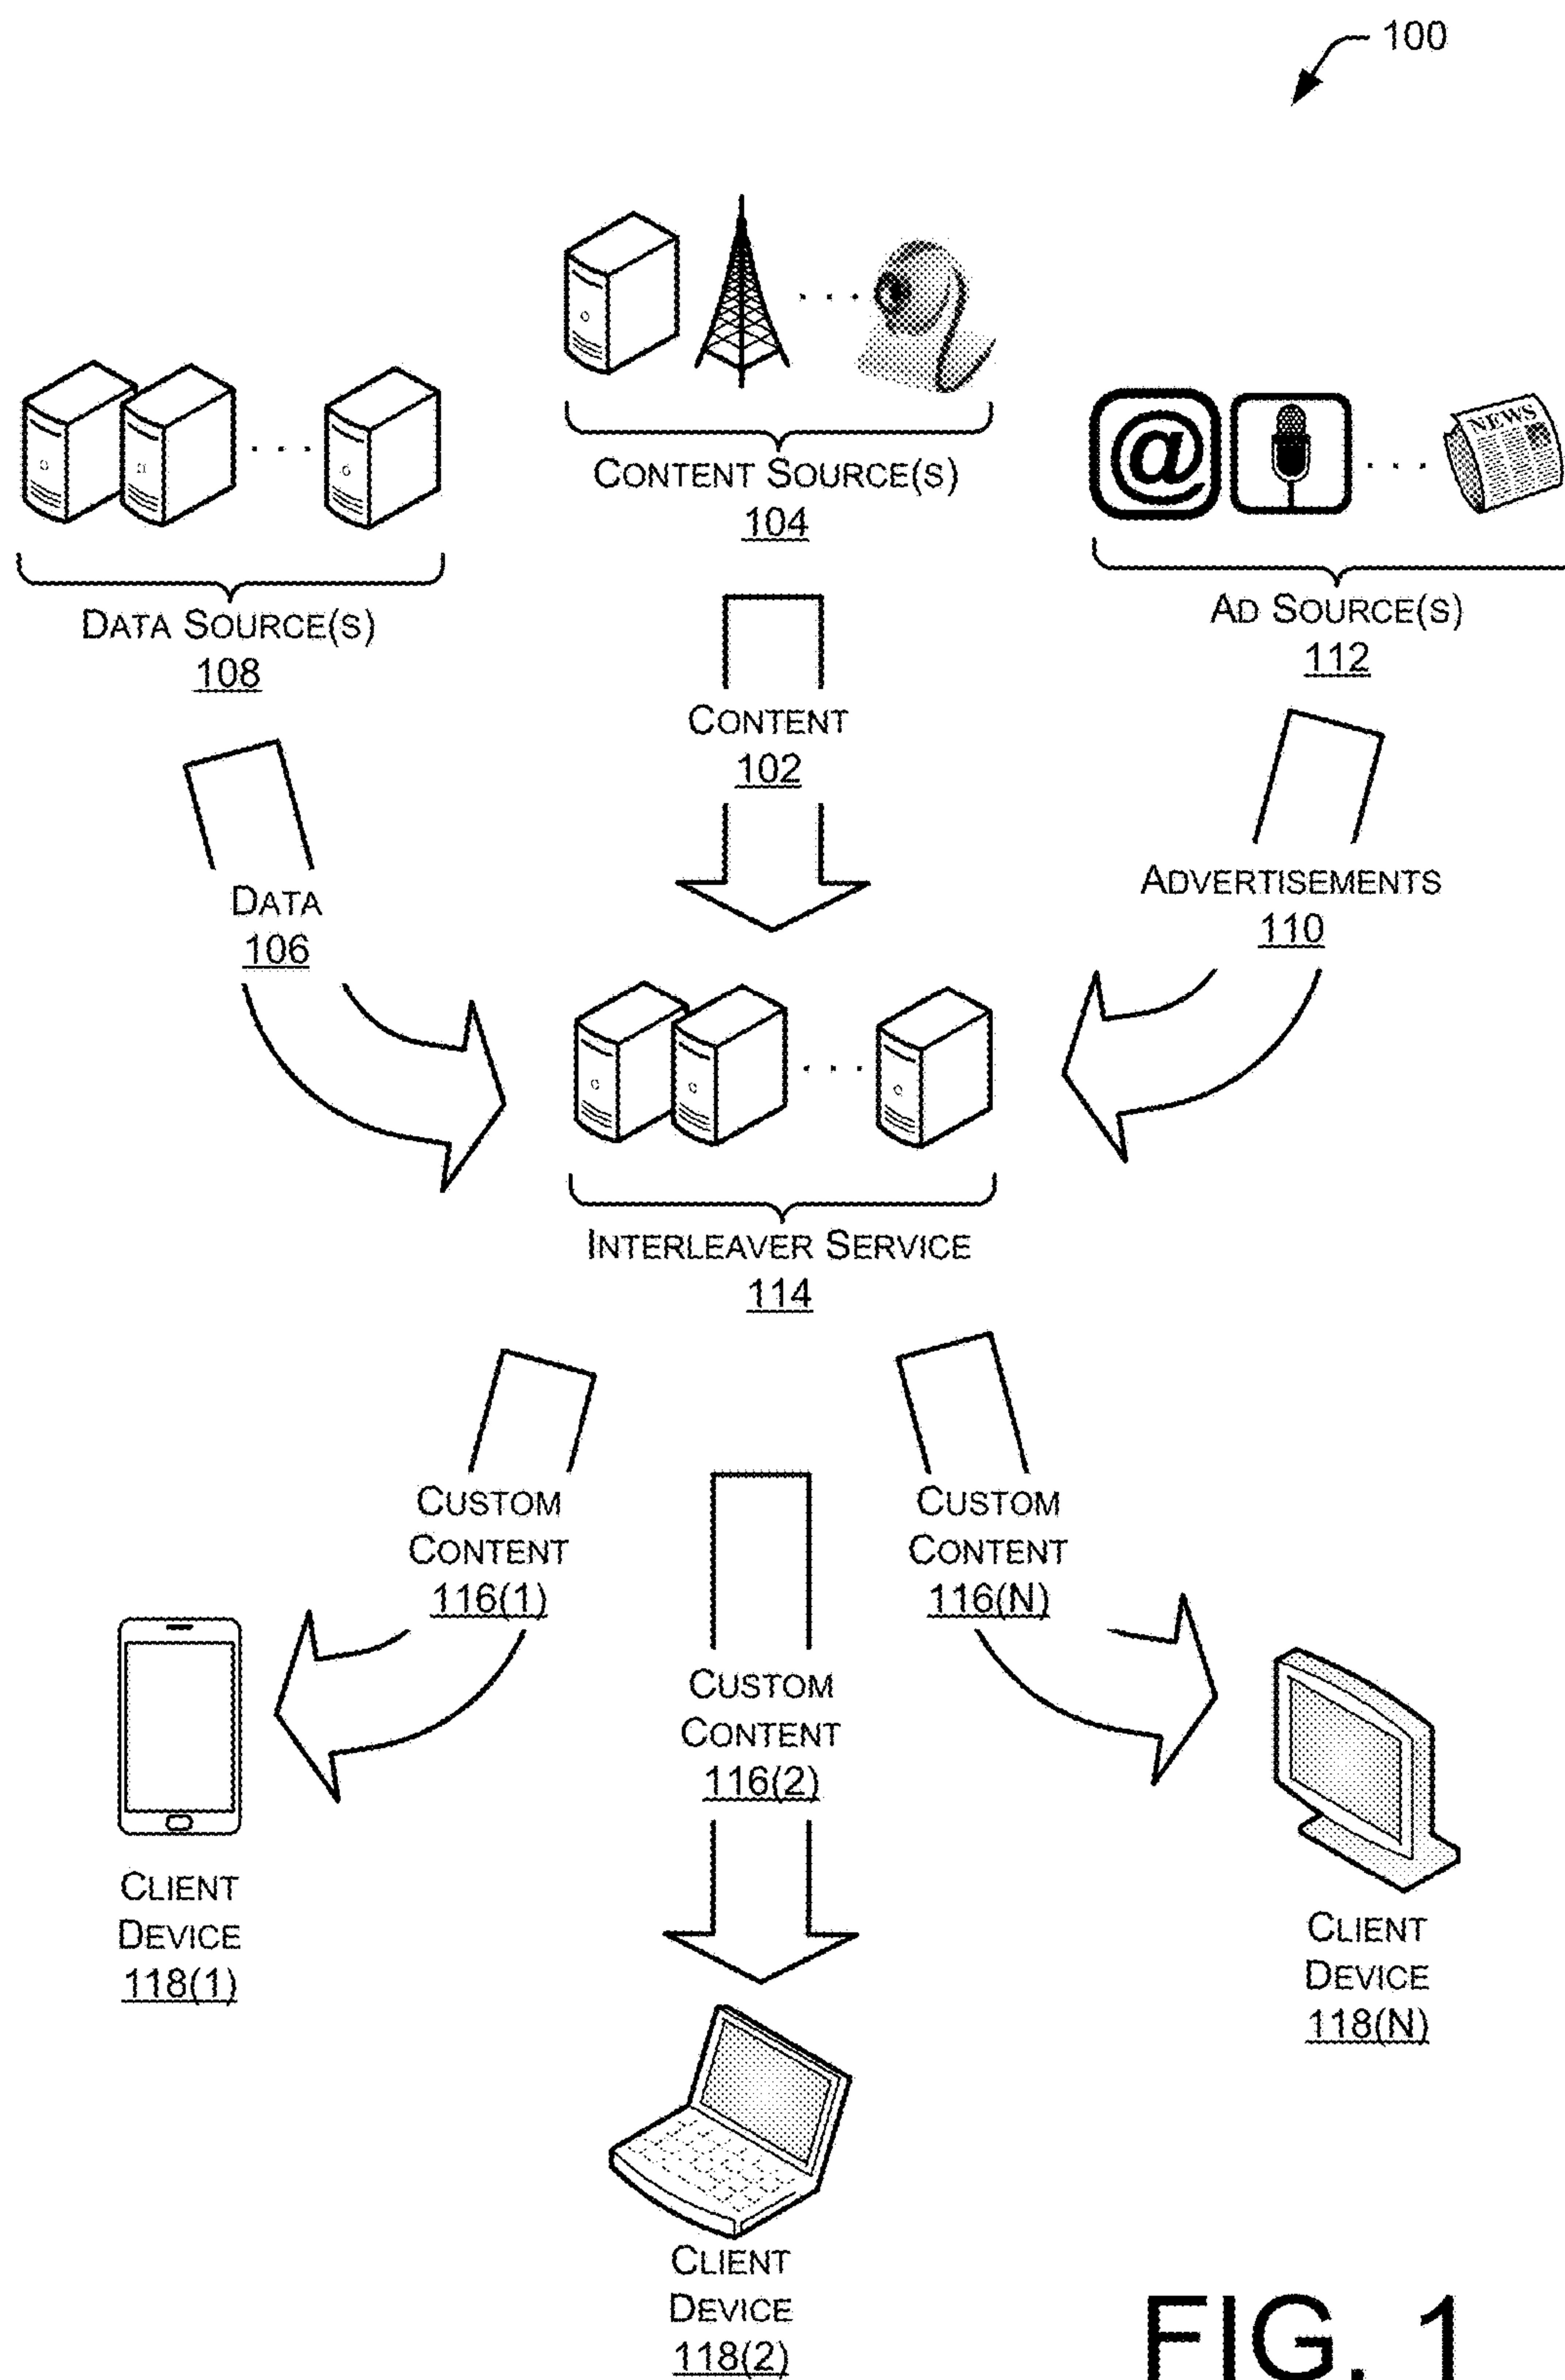 100
CONTENT SOURCE(S)
104
NEWS
DATA SOURCE(S)
108
@
AD SOURCE(S)
112
CONTENT
102
DATA
106
ADVERTISEMENTS
110
INTERLEAVER SERVICE
114
CUSTOM
CONTENT
116(1)
CUSTOM
CONTENT
116(2)
CUSTOM
CONTENT
116(N)
CLIENT
DEVICE
118(1)
CLIENT
DEVICE
118(2)
CLIENT
DEVICE
118(N)
FIG. 1